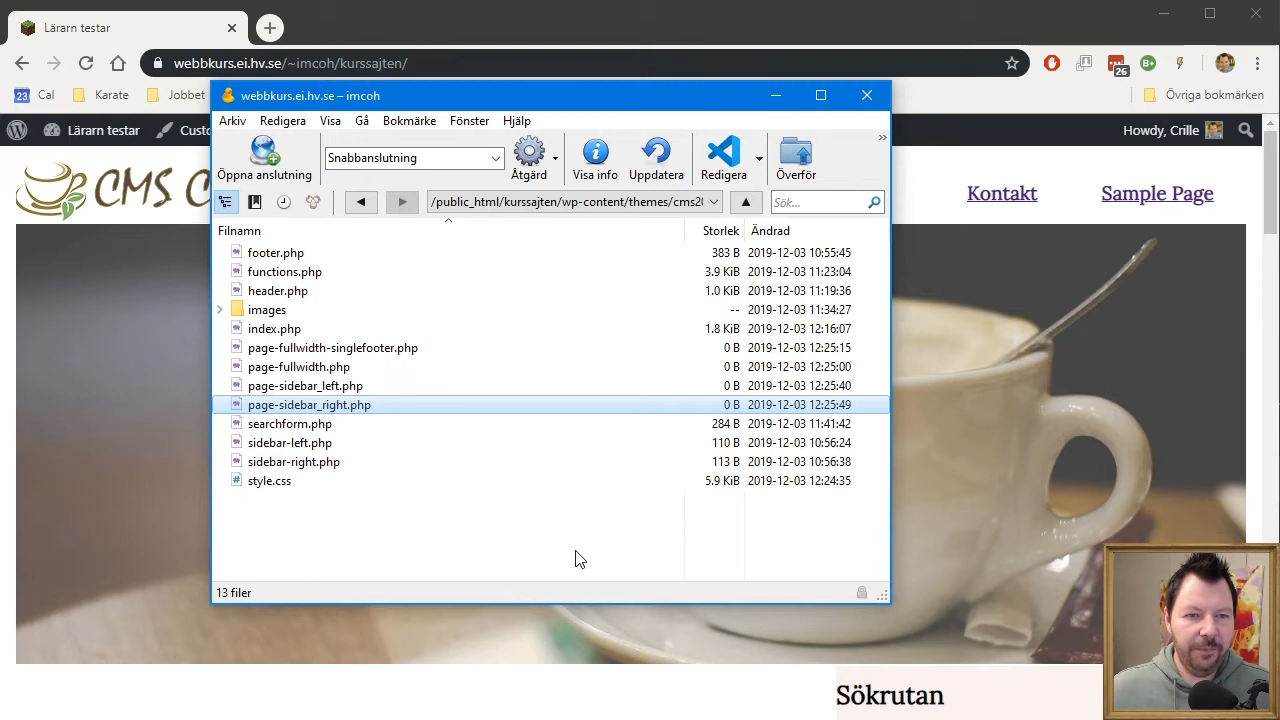 Lärarn testar
webbkurs.ei.hv.se/~imcoh/kurssajten/
26
23 Cal
Karate
Jobbet
Övriga bokmärken
Lärarn testar
Custo
Howdy, Crille
CMS C
Kontakt
Sample Page
webbkurs.ei.hv.se – imcoh
Arkiv Redigera Visa Gå Bokmärke Fönster Hjälp
Snabbanslutning
Öppna anslutning Åtgärd Visa info Uppdatera Redigera Överför
/public_html/kurssajten/wp-content/themes/cms20
Sök...
Filnamn Storlek Ändrad
footer.php 383 B 2019-12-03 10:55:45
functions.php 3.9 KiB 2019-12-03 11:23:04
header.php 1.0 KiB 2019-12-03 11:19:36
images -- 2019-12-03 11:34:27
index.php 1.8 KiB 2019-12-03 12:16:07
page-fullwidth-singlefooter.php 0 B 2019-12-03 12:25:15
page-fullwidth.php 0 B 2019-12-03 12:25:00
page-sidebar_left.php 0 B 2019-12-03 12:25:40
page-sidebar_right.php 0 B 2019-12-03 12:25:49
searchform.php 284 B 2019-12-03 11:41:42
sidebar-left.php 110 B 2019-12-03 10:56:24
sidebar-right.php 113 B 2019-12-03 10:56:38
style.css 5.9 KiB 2019-12-03 12:24:35
13 filer
Sökrutan